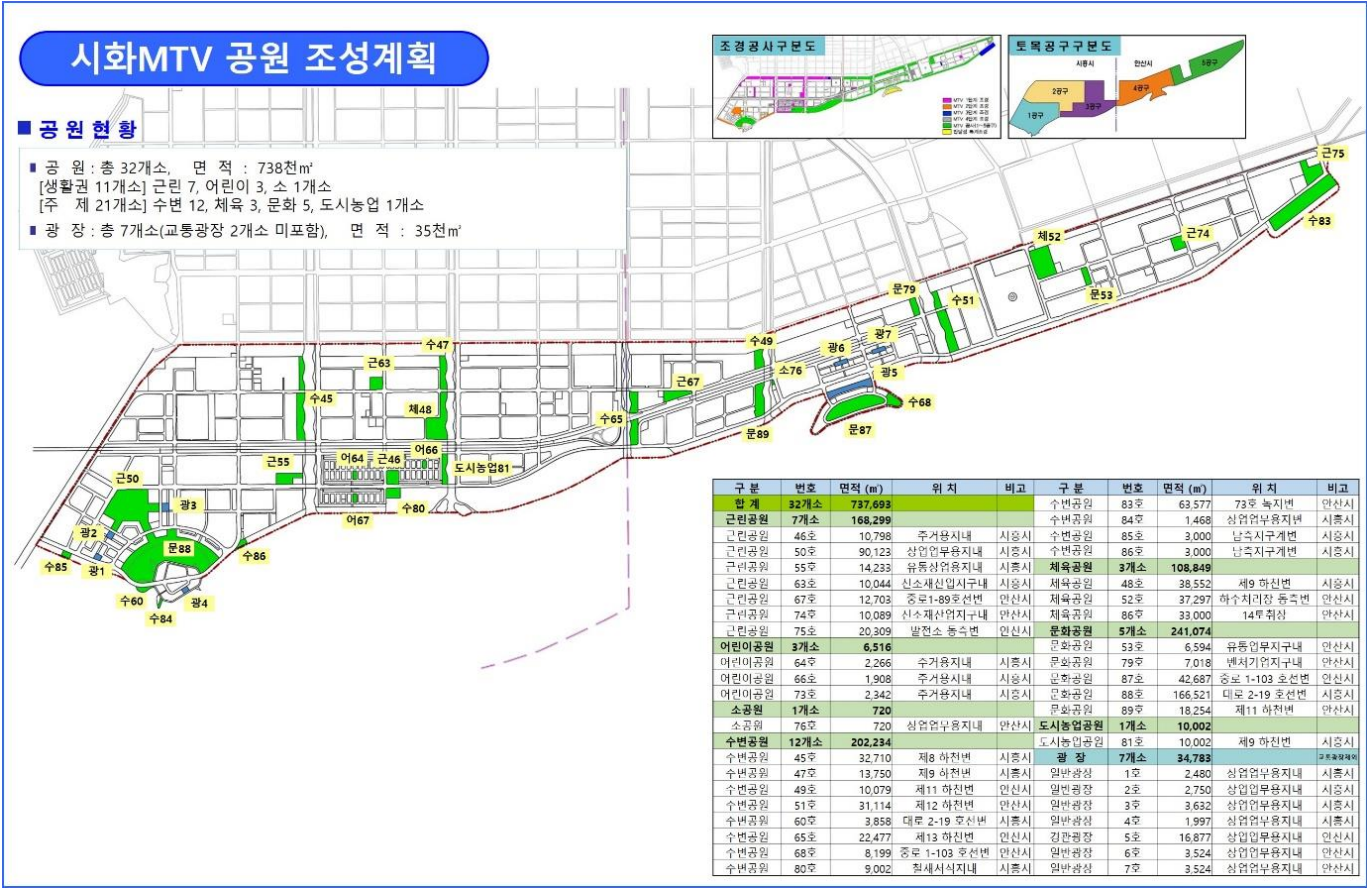 시화MTV 공원 조성계획
조경공사구분도
토목공구구분도
시흥시
안산시
1공구
2공구
3공구
4공구
5공구
MTV 1단계 조경
MTV 2단계 조경
MTV 3단계 조경
MTV 4단계 조경
■ 공원현황
▪ 공 원 : 총 32개소, 면 적 : 738천㎡
[생활권 11개소] 근린 7, 어린이 3, 소 1개소
[주 제 21개소] 수변 12, 체육 3, 문화 5, 도시농업 1개소
▪ 광 장 : 총 7개소(교통광장 2개소 미포함), 면 적 : 35천㎡
근75
수83
체52
근74
문53
문79
수51
수49
광6
광7
소76
광5
수68
문87
수47
근63
수45
체48
근67
수65
문89
어64
근46
어66
도시농업81
근55
어67
수80
근50
광3
광2
문88
수86
수85
광1
수60
광4
수84
구 분 번호 면적 (㎡) 위 치 비고 구 분 번호 면적 (㎡) 위 치 비고
합 계 32개소 737,693 수변공원 83호 63,577 73호 녹지변 안산시
근린공원 7개소 168,299 수변공원 84호 1,468 상업업무용지변 시흥시
근린공원 46호 10,798 주거용지내 시흥시 수변공원 85호 3,000 남측지구계변 시흥시
근린공원 50호 90,123 상업업무용지내 시흥시 수변공원 86호 3,000 남측지구계변 시흥시
근린공원 55호 14,233 유통상업용지내 시흥시 체육공원 3개소 108,849
근린공원 63호 10,044 신소재산업지구내 시흥시 체육공원 48호 38,552 제9 하천변 시흥시
근린공원 67호 12,703 중로1-89호선변 안산시 체육공원 52호 37,297 하수처리장 동측변 안산시
근린공원 74호 10,089 신소재산업지구내 안산시 체육공원 86호 33,000 14토취장 안산시
근린공원 75호 20,309 발전소 동측변 안산시 문화공원 5개소 241,074
어린이공원 3개소 6,516 문화공원 53호 6,594 유통업무지구내 안산시
어린이공원 64호 2,266 주거용지내 시흥시 문화공원 79호 7,018 벤처기업지구내 안산시
어린이공원 66호 1,908 주거용지내 시흥시 문화공원 87호 42,687 중로 1-103 호선변 안산시
어린이공원 73호 2,342 주거용지내 시흥시 문화공원 88호 166,521 대로 2-19 호선변 시흥시
소공원 1개소 720 문화공원 89호 18,254 제11 하천변 안산시
소공원 76호 720 상업업무용지내 안산시 도시농업공원 1개소 10,002
수변공원 12개소 202,234 도시농업공원 81호 10,002 제9 하천변 시흥시
수변공원 45호 32,710 제8 하천변 시흥시 광 장 7개소 34,783 교통광장제외
수변공원 47호 13,750 제9 하천변 시흥시 일반광장 1호 2,480 상업업무용지내 시흥시
수변공원 49호 10,079 제11 하천변 안산시 일반광장 2호 2,750 상업업무용지내 시흥시
수변공원 51호 31,114 제12 하천변 안산시 일반광장 3호 3,632 상업업무용지내 시흥시
수변공원 60호 3,858 대로 2-19 호선변 시흥시 일반광장 4호 1,997 상업업무용지내 시흥시
수변공원 65호 22,477 제13 하천변 안산시 경관광장 5호 16,877 상업업무용지내 안산시
수변공원 68호 8,199 중로 1-103 호선변 안산시 일반광장 6호 3,524 상업업무용지내 안산시
수변공원 80호 9,002 철새서식지내 시흥시 일반광장 7호 3,524 상업업무용지내 안산시